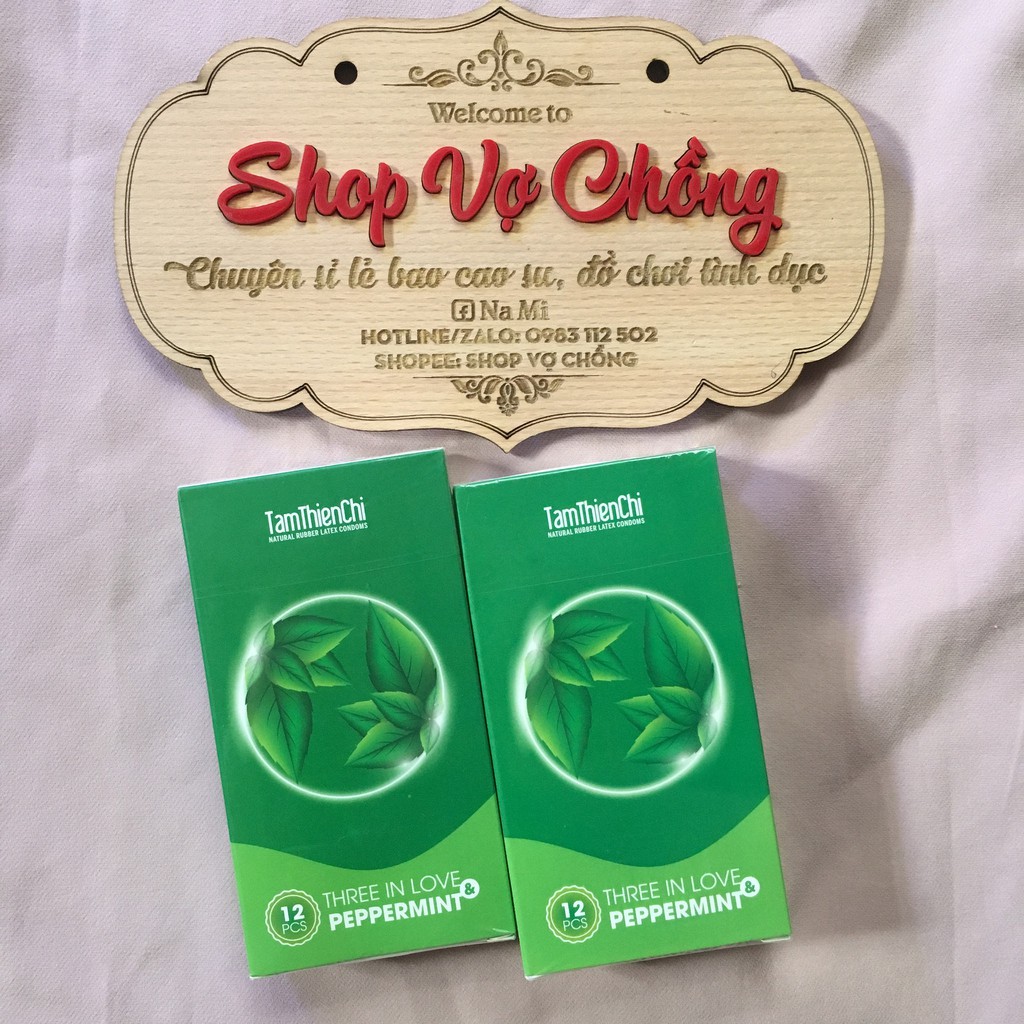 Welcome to
Shop Vợ Chồng
Chuyên sỉ lẻ bao cao su, đồ chơi tình dục
Na Mi
HOTLINE/ZALO: 0983 112 502
SHOPEE: SHOP VỢ CHỒNG
TamThienChi
NATURAL RUBBER LATEX CONDOMS
12
PCS
THREE IN LOVE
&
PEPPERMINT
TamThienChi
NATURAL RUBBER LATEX CONDOMS
12
PCS
THREE IN LOVE
&
PEPPERMINT